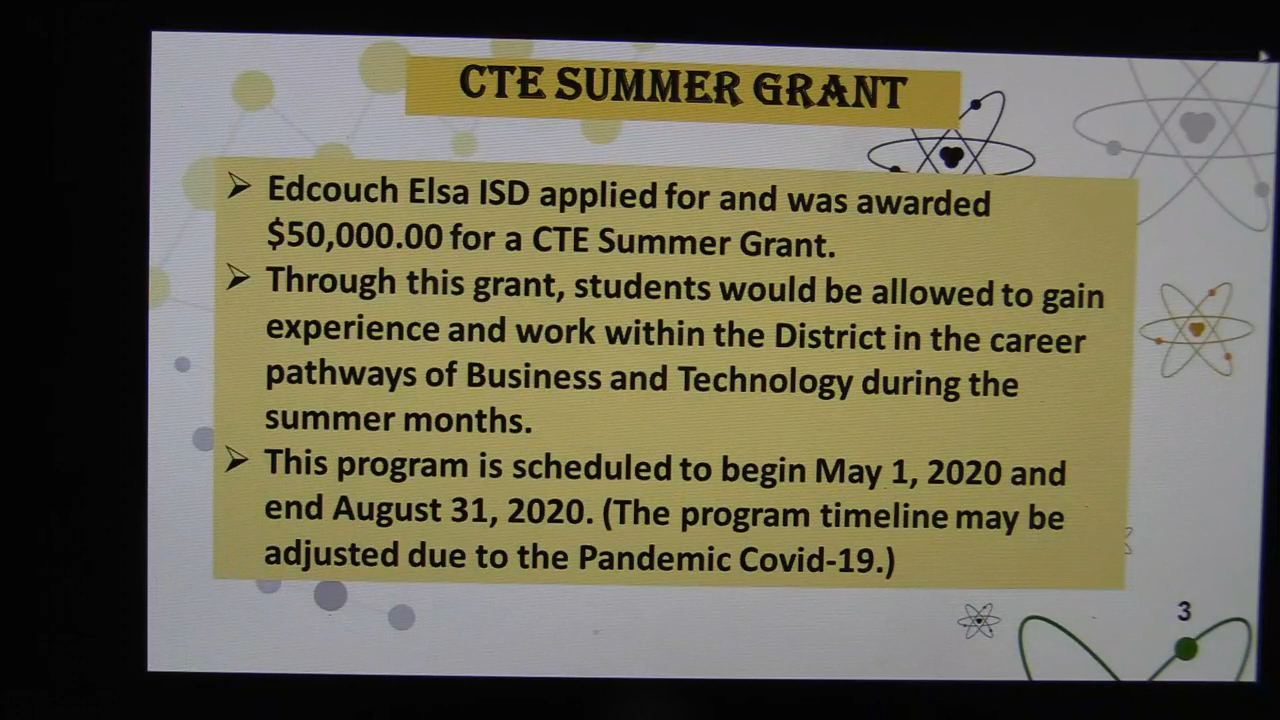 CTE SUMMER GRANT
➢ Edcouch Elsa ISD applied for and was awarded
$50,000.00 for a CTE Summer Grant.
➢ Through this grant, students would be allowed to gain
experience and work within the District in the career
pathways of Business and Technology during the
summer months.
➢ This program is scheduled to begin May 1, 2020 and
end August 31, 2020. (The program timeline may be
adjusted due to the Pandemic Covid-19.)
3